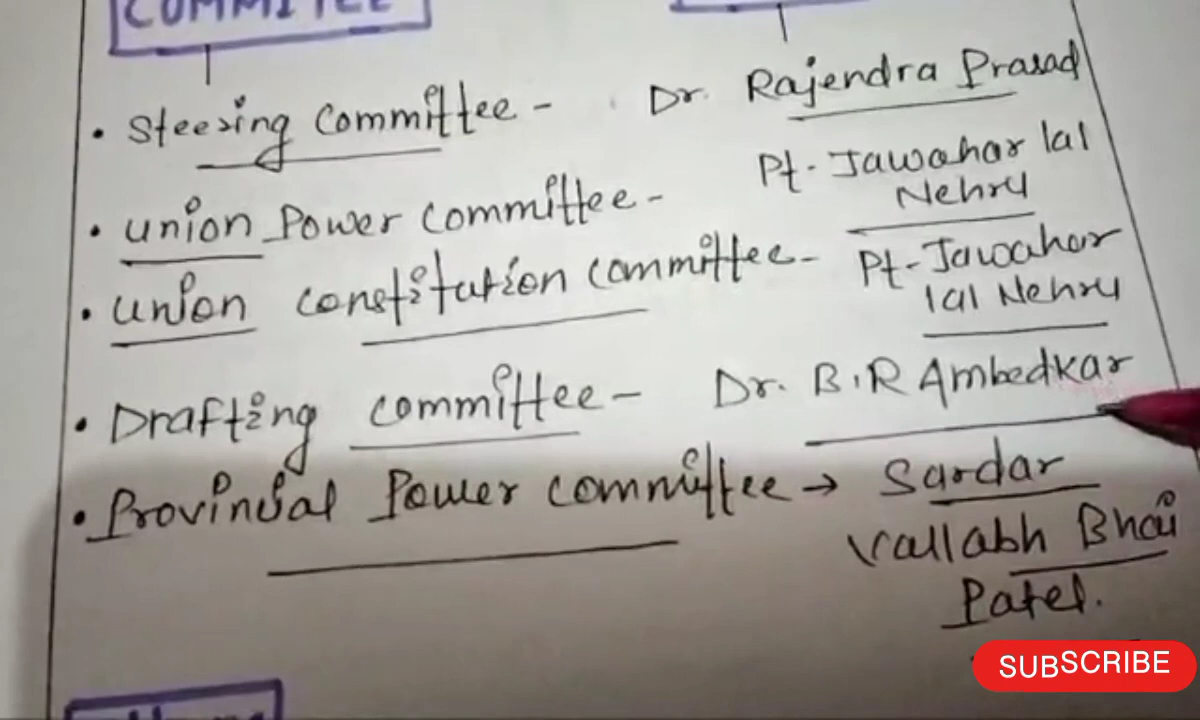 COMMITTEE
• Steering Committee - Dr. Rajendra Prasad
• Union Power Committee - Pt. Jawahar lal
Nehru
• Union Constitution Committee - Pt. Jawahar
lal Nehru
• Drafting Committee - Dr. B.R Ambedkar
• Provincial Power Committee → Sardar
Vallabh Bhai
Patel.
SUBSCRIBE